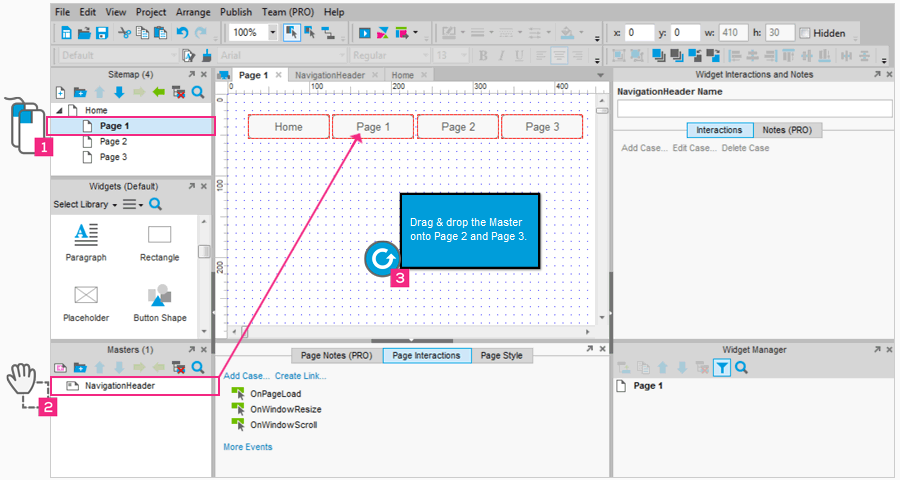 File Edit View Project Arrange Publish Team (PRO) Help
100% x: 0 y: 0 w: 410 h: 30 Hidden
Default Arial Regular 13 B I U
Sitemap (4)
Home
Page 1
1
Page 2
Page 3
Widgets (Default)
Select Library
Paragraph
Rectangle
Placeholder
Button Shape
Masters (1)
NavigationHeader
2
Page 1 NavigationHeader Home
0 100 200 300 400
0
100
200
Home Page 1 Page 2 Page 3
Drag & drop the Master
onto Page 2 and Page 3.
3
Page Notes (PRO) Page Interactions Page Style
Add Case... Create Link...
OnPageLoad
OnWindowResize
OnWindowScroll
More Events
Widget Interactions and Notes
NavigationHeader Name
Interactions Notes (PRO)
Add Case... Edit Case... Delete Case
Widget Manager
Page 1